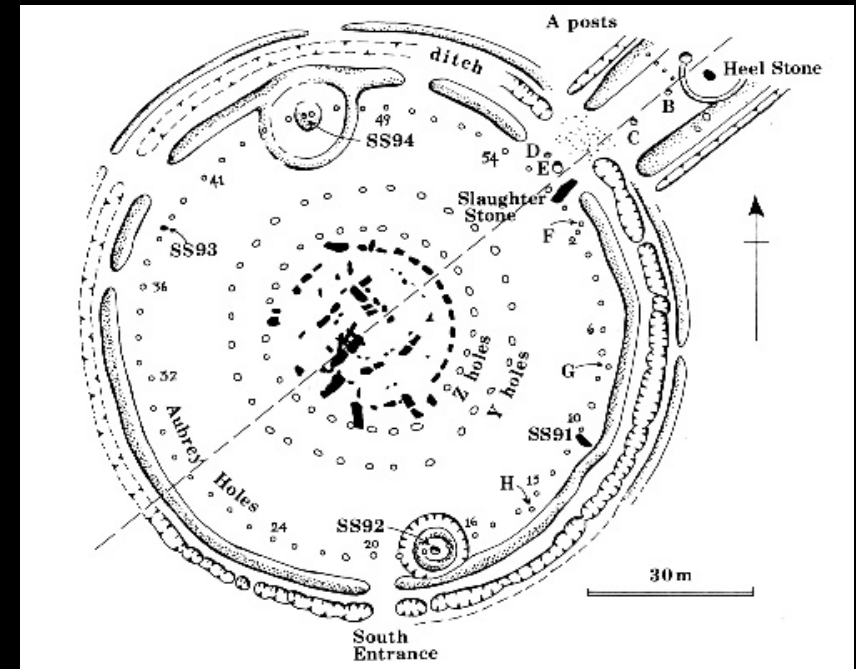 A posts
ditch
Heel Stone
B
C
49
SS94
54
D
E
41
Slaughter
Stone
F
2
SS93
36
6
G
32
Z holes
Y holes
10
SS91
Aubrey
Holes
H
15
SS92
16
24
20
30 m
South
Entrance